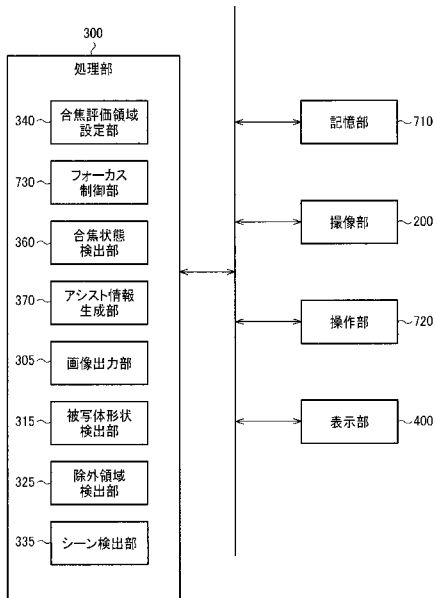 300
処理部
340
合焦評価領域
設定部
730
フォーカス
制御部
360
合焦状態
検出部
370
アシスト情報
生成部
305
画像出力部
315
被写体形状
検出部
325
除外領域
検出部
335
シーン検出部
記憶部
710
撮像部
200
操作部
720
表示部
400